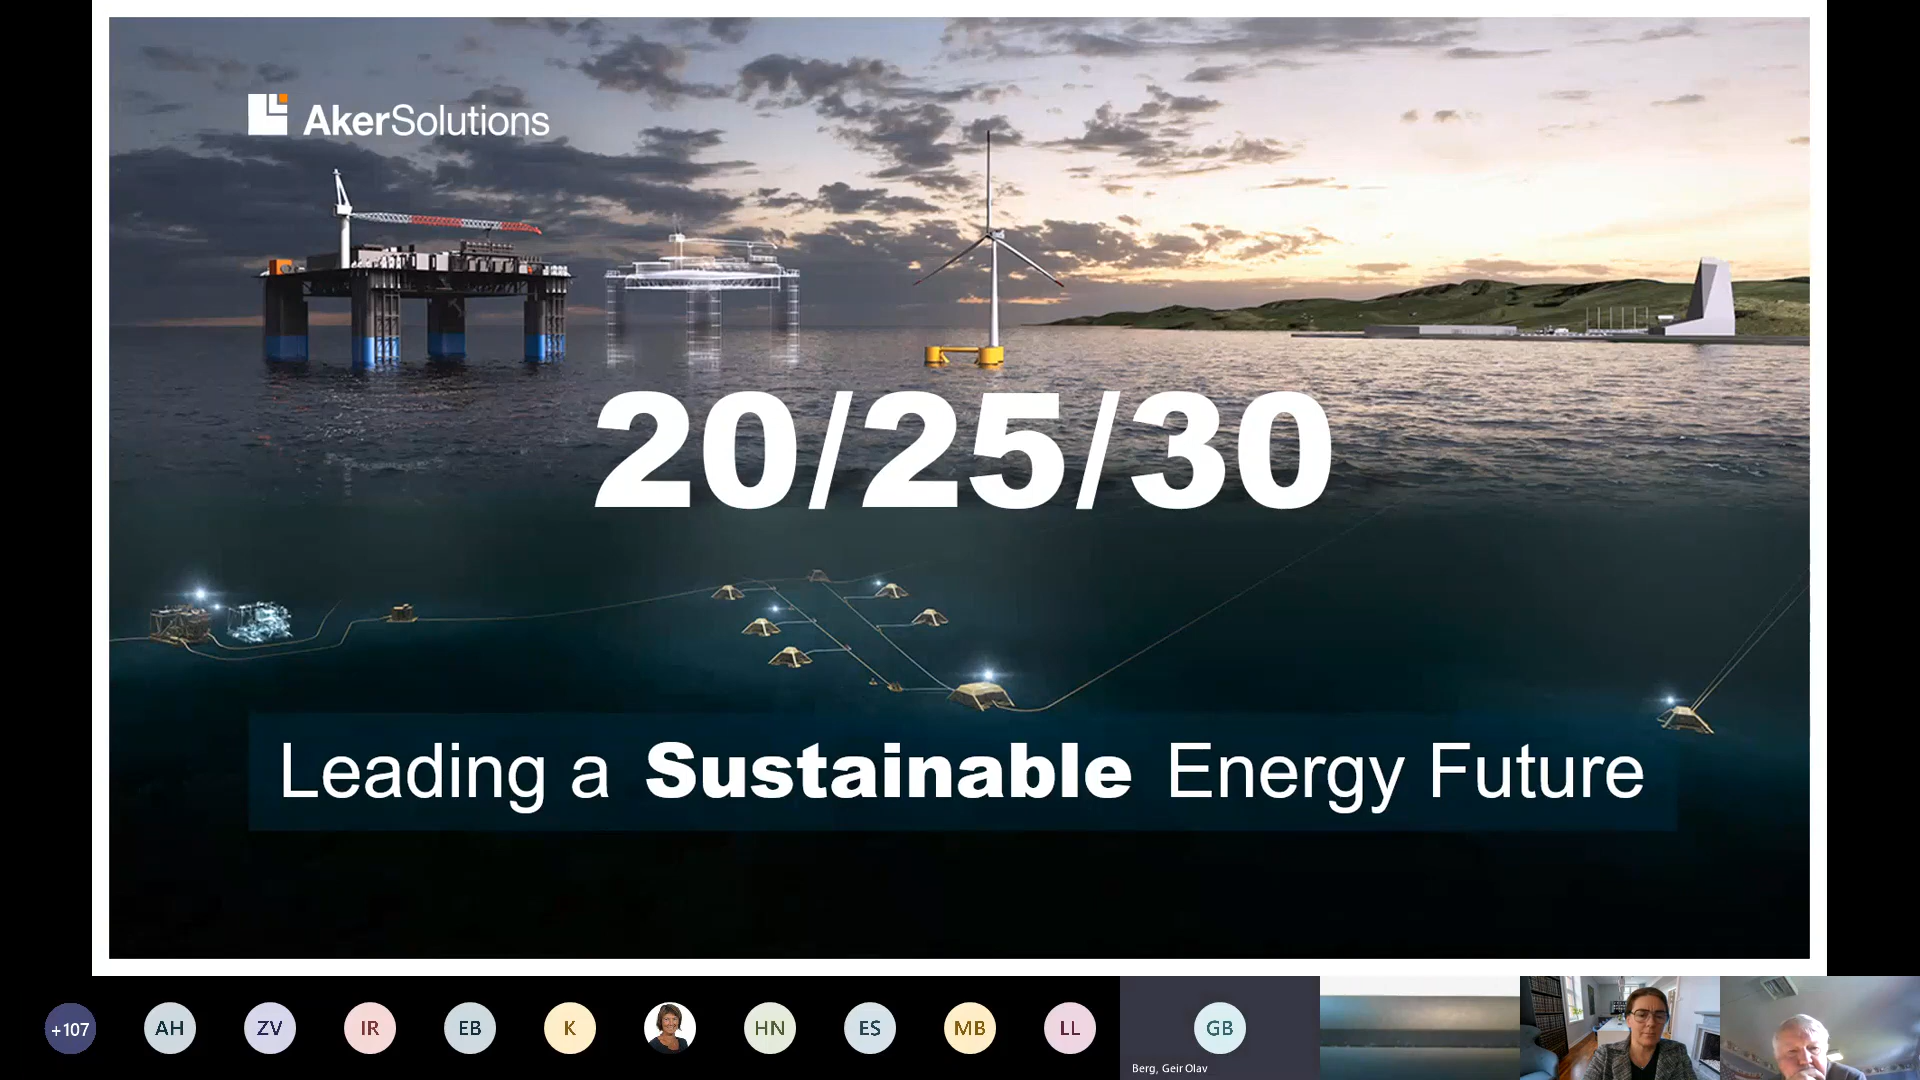 AkerSolutions
20/25/30
Leading a Sustainable Energy Future
+107
AH
ZV
IR
EB
K
HN
ES
MB
LL
GB
Berg, Geir Olav